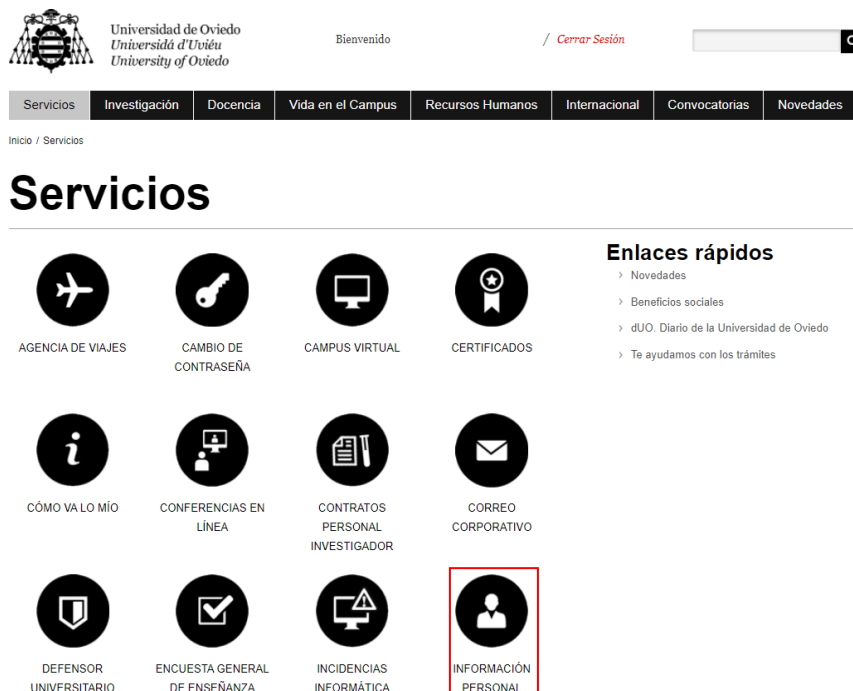 Universidad de Oviedo
Universidá d'Uviéu
University of Oviedo
Bienvenido
/ Cerrar Sesión
Servicios
Investigación
Docencia
Vida en el Campus
Recursos Humanos
Internacional
Convocatorias
Novedades
Inicio / Servicios
Servicios
AGENCIA DE VIAJES
CAMBIO DE
CONTRASEÑA
CAMPUS VIRTUAL
CERTIFICADOS
CÓMO VA LO MÍO
CONFERENCIAS EN
LÍNEA
CONTRATOS
PERSONAL
INVESTIGADOR
CORREO
CORPORATIVO
DEFENSOR
UNIVERSITARIO
ENCUESTA GENERAL
DE ENSEÑANZA
INCIDENCIAS
INFORMÁTICA
INFORMACIÓN
PERSONAL
Enlaces rápidos
Novedades
Beneficios sociales
dUO. Diario de la Universidad de Oviedo
Te ayudamos con los trámites